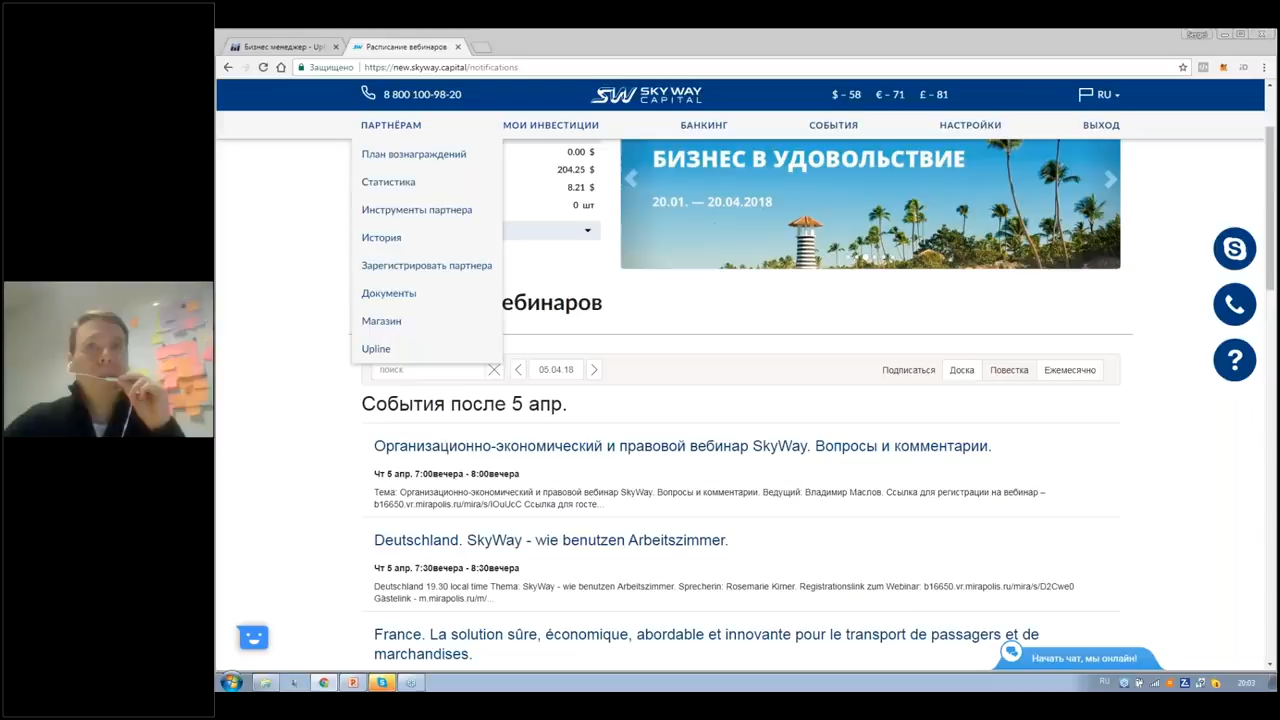 Sergei
Бизнес менеджер - Upl
Расписание вебинаров
Защищено
https://new.skyway.capital/notifications
8 800 100-98-20
SW SKY WAY
CAPITAL
$ – 58 € – 71 £ – 81
RU
ПАРТНЁРАМ МОИ ИНВЕСТИЦИИ БАНКИНГ СОБЫТИЯ НАСТРОЙКИ ВЫХОД
План вознаграждений
Статистика
Инструменты партнера
История
Зарегистрировать партнера
Документы
Магазин
Upline
0.00 $
204.25 $
8.21 $
0 шт
БИЗНЕС В УДОВОЛЬСТВИЕ
20.01. — 20.04.2018
ебинаров
поиск
05.04.18
Подписаться Доска Повестка Ежемесячно
События после 5 апр.
Организационно-экономический и правовой вебинар SkyWay. Вопросы и комментарии.
Чт 5 апр. 7:00вечера - 8:00вечера
Тема: Организационно-экономический и правовой вебинар SkyWay. Вопросы и комментарии. Ведущий: Владимир Маслов. Ссылка для регистрации на вебинар –
b16650.vr.mirapolis.ru/mira/s/IOuUcC Ссылка для госте...
Deutschland. SkyWay - wie benutzen Arbeitszimmer.
Чт 5 апр. 7:30вечера - 8:30вечера
Deutschland 19.30 local time Thema: SkyWay - wie benutzen Arbeitszimmer. Sprecherin: Rosemarie Kimer. Registrationslink zum Webinar: b16650.vr.mirapolis.ru/mira/s/D2Cwe0
Gästelink - m.mirapolis.ru/m/...
France. La solution sûre, économique, abordable et innovante pour le transport de passagers et de
marchandises.
Начать чат, мы онлайн!
RU
20:03